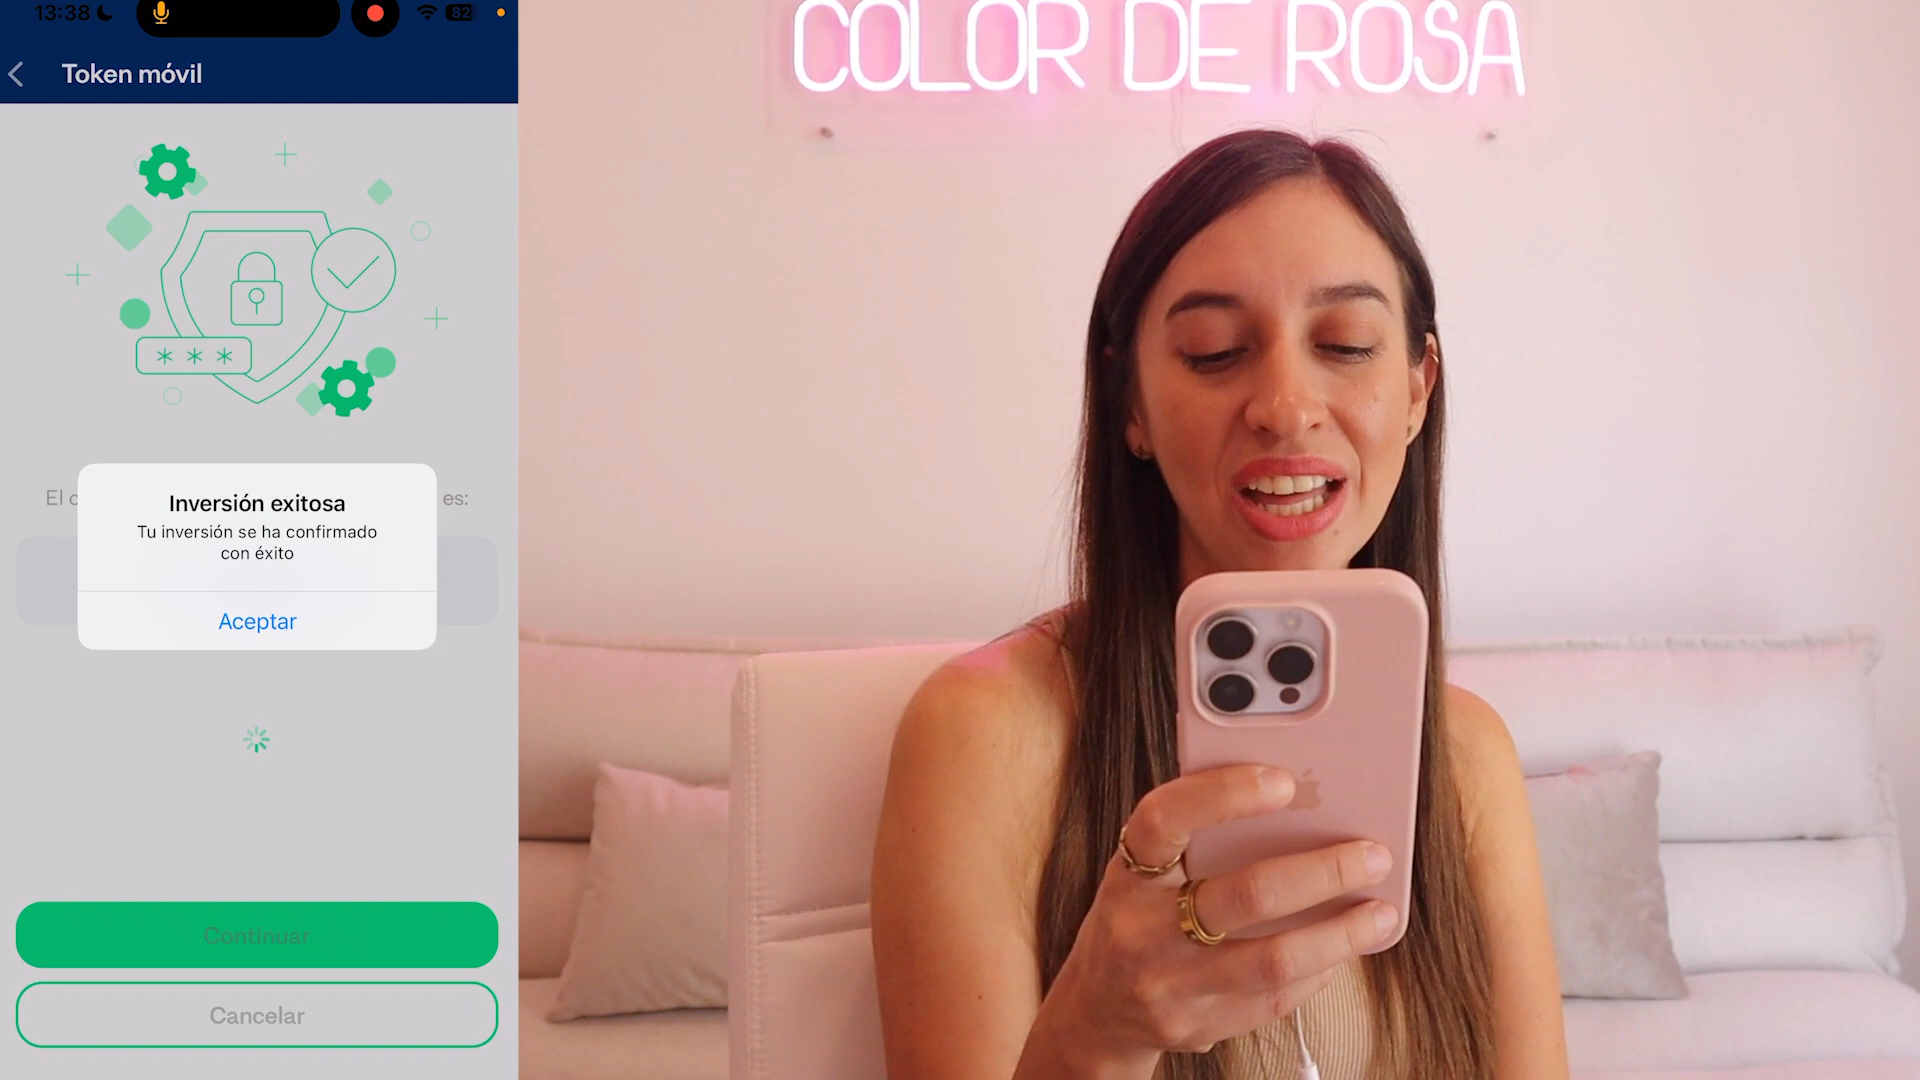 13:38
82
Token móvil
COLOR DE ROSA
El
es:
Inversión exitosa
Tu inversión se ha confirmado
con éxito
Aceptar
* * *
Continuar
Cancelar